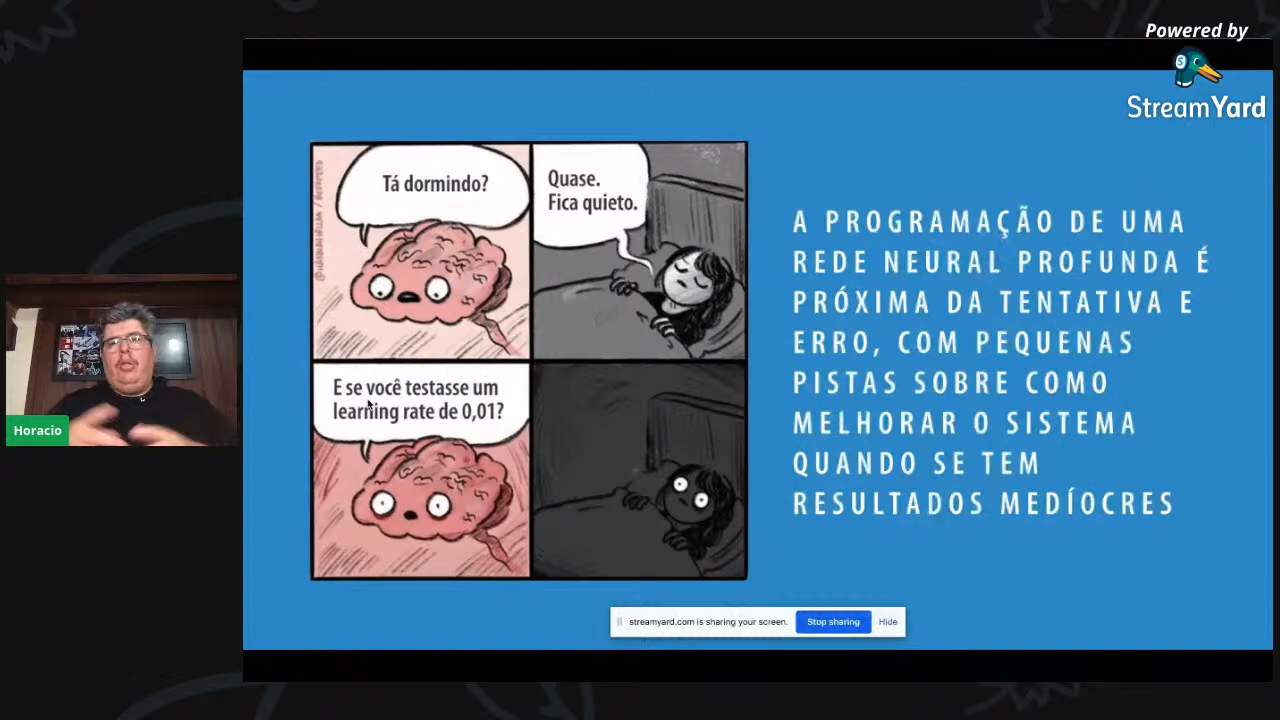 Powered by
StreamYard
Tá dormindo?
Quase.
Fica quieto.
E se você testasse um
learning rate de 0,01?
A PROGRAMAÇÃO DE UMA
REDE NEURAL PROFUNDA É
PRÓXIMA DA TENTATIVA E
ERRO, COM PEQUENAS
PISTAS SOBRE COMO
MELHORAR O SISTEMA
QUANDO SE TEM
RESULTADOS MEDÍOCRES
Horacio
streamyard.com is sharing your screen.
Stop sharing
Hide